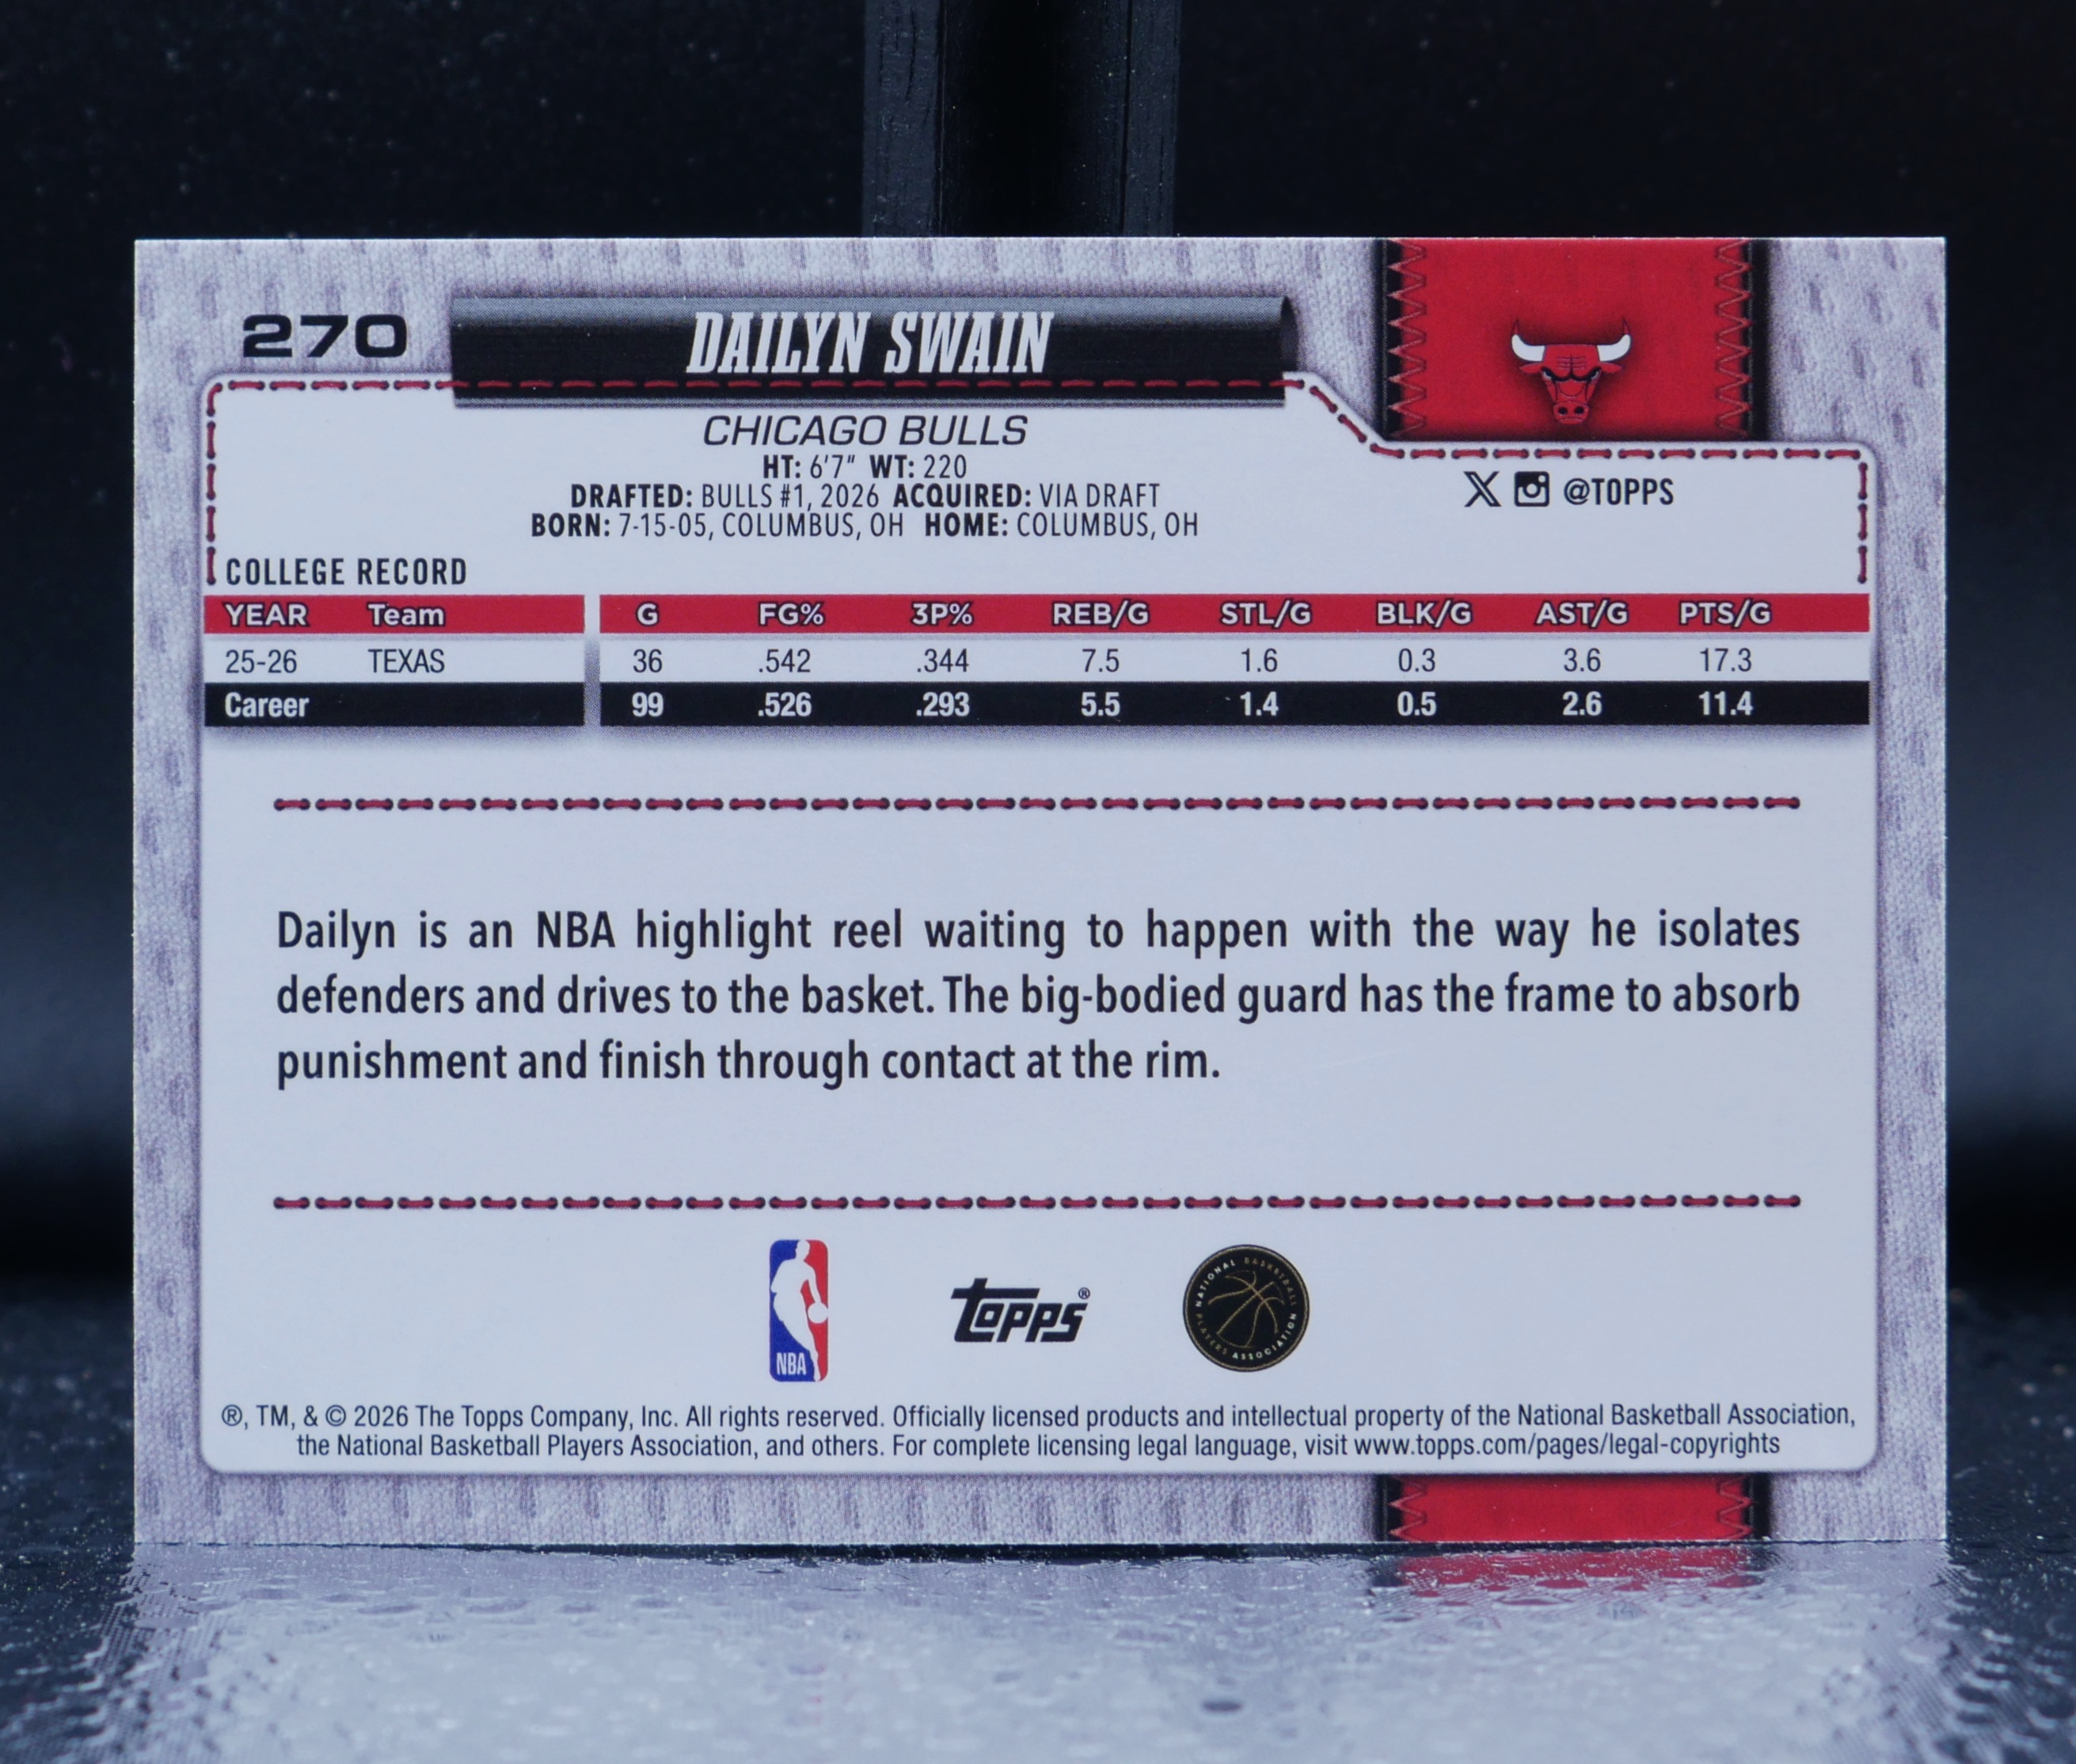 270
DAILYN SWAIN
CHICAGO BULLS
HT: 6'7" WT: 220
DRAFTED: BULLS #1, 2026 ACQUIRED: VIA DRAFT
BORN: 7-15-05, COLUMBUS, OH HOME: COLUMBUS, OH
@TOPPS
COLLEGE RECORD
YEAR Team G FG% 3P% REB/G STL/G BLK/G AST/G PTS/G
25-26 TEXAS 36 .542 .344 7.5 1.6 0.3 3.6 17.3
Career 99 .526 .293 5.5 1.4 0.5 2.6 11.4
Dailyn is an NBA highlight reel waiting to happen with the way he isolates
defenders and drives to the basket. The big-bodied guard has the frame to absorb
punishment and finish through contact at the rim.
NBA
Topps®
NATIONAL BASKETBALL PLAYERS ASSOCIATION
®, TM, & © 2026 The Topps Company, Inc. All rights reserved. Officially licensed products and intellectual property of the National Basketball Association,
the National Basketball Players Association, and others. For complete licensing legal language, visit www.topps.com/pages/legal-copyrights